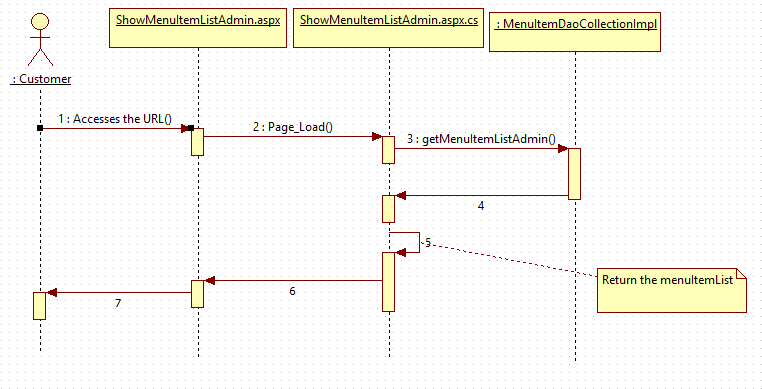 ShowMenuItemListAdmin.aspx
ShowMenuItemListAdmin.aspx.cs
: MenuItemDaoCollectionImpl
: Customer
1 : Accesses the URL()
2 : Page_Load()
3 : getMenuItemListAdmin()
4
5
Return the menuItemList
6
7